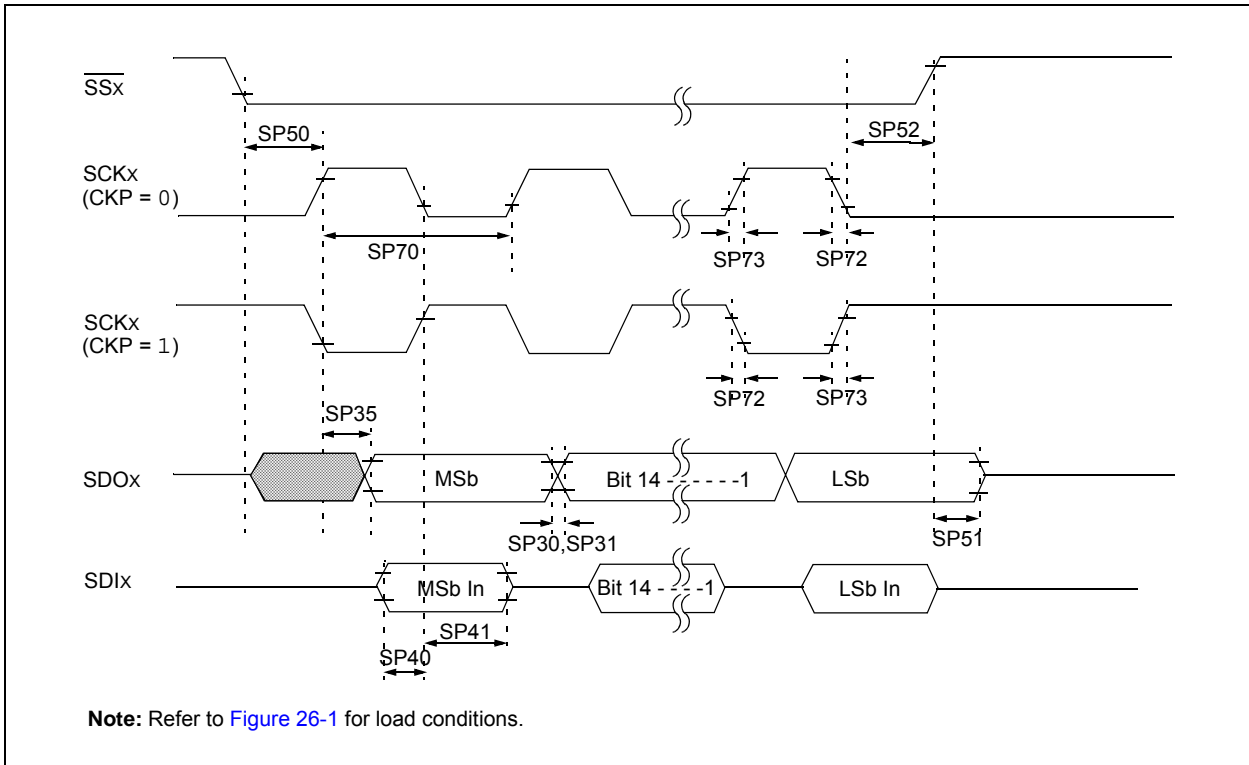 SSx
SP50
SP52
SCKx
(CKP = 0)
SP70
SP73
SP72
SCKx
(CKP = 1)
SP72
SP73
SP35
SDOx
MSb
Bit 14 - - - - - -1
LSb
SP30,SP31
SP51
SDIx
MSb In
Bit 14 - - - -1
LSb In
SP41
SP40
Note: Refer to Figure 26-1 for load conditions.